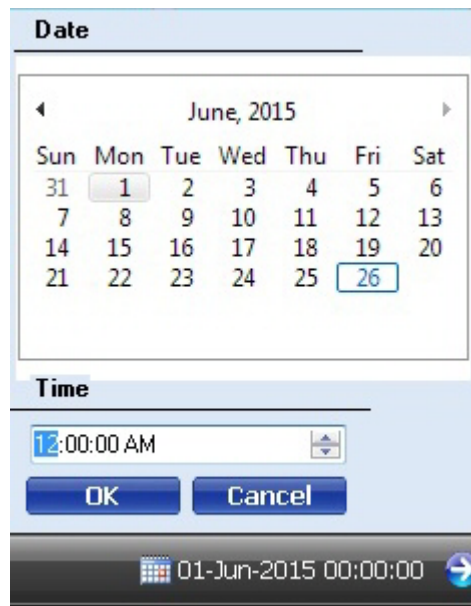 Date
June, 2015
Sun Mon Tue Wed Thu Fri Sat
31 1 2 3 4 5 6
7 8 9 10 11 12 13
14 15 16 17 18 19 20
21 22 23 24 25 26
Time
12:00:00 AM
OK Cancel
01-Jun-2015 00:00:00